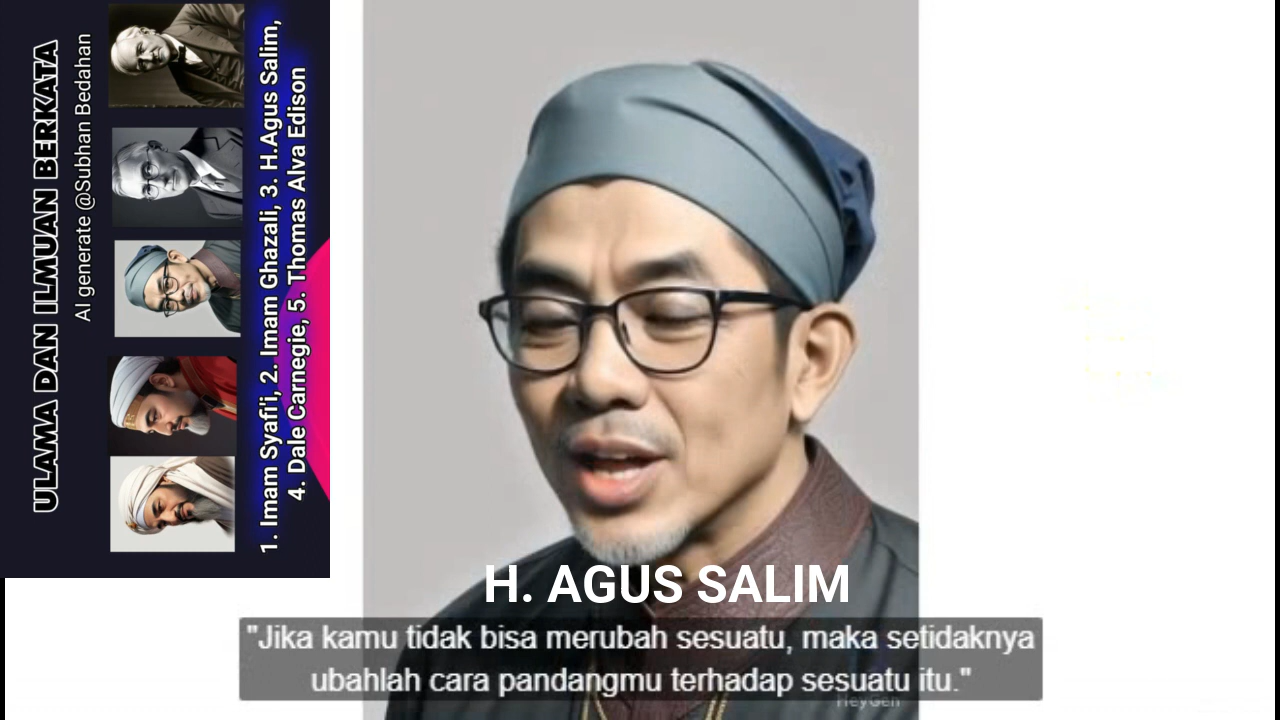 ULAMA DAN ILMUAN BERKATA
AI generate @Subhan Bedahan
1. Imam Syafi'i, 2. Imam Ghazali, 3. H.Agus Salim,
4. Dale Carnegie, 5. Thomas Alva Edison
H. AGUS SALIM
"Jika kamu tidak bisa merubah sesuatu, maka setidaknya
ubahlah cara pandangmu terhadap sesuatu itu."
HeyGen